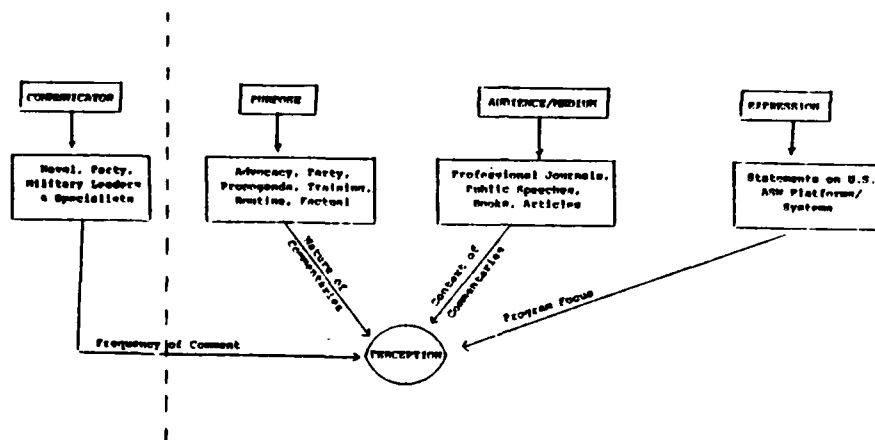 COMMUNICATOR
PURPOSE
AUDIENCE/MEDIUM
EXPRESSION
Naval, Party,
Military Leaders
& Specialists
Advocacy, Party,
Propaganda, Training,
Routine, Factual
Professional Journals,
Public Speeches,
Books, Articles
Statements on U.S.
ASW Platforms/
Systems
Nature of
Commentaries
Context of
Commentaries
Program Focus
Frequency of Comment
PERCEPTION